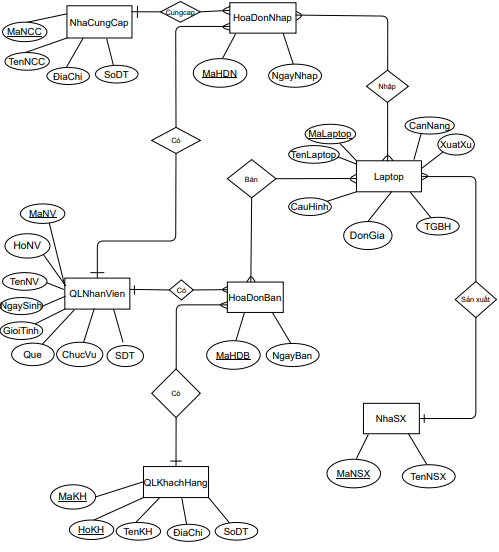 NhaCungCap
Cungcap
HoaDonNhap
MaNCC
TenNCC
ĐiaChi
SoDT
MaHDN
NgayNhap
Nhập
Có
MaLaptop
CanNang
XuatXu
TenLaptop
Laptop
Bán
CauHinh
DonGia
TGBH
MaNV
HoNV
TenNV
NgaySinh
GioiTinh
QLNhanVien
Que
ChucVu
SDT
Có
HoaDonBan
MaHDB
NgayBan
Sản xuất
Có
NhaSX
MaNSX
TenNSX
QLKhachHang
MaKH
HoKH
TenKH
ĐiaChi
SoDT